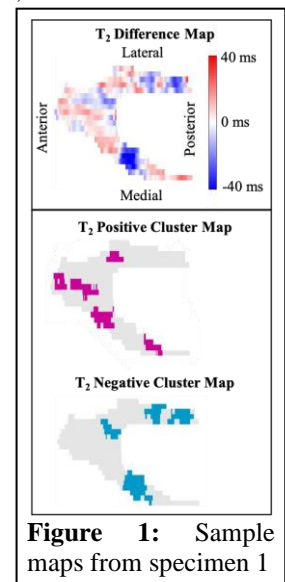 T₂ Difference Map
Lateral
40 ms
Anterior
0 ms
Posterior
-40 ms
Medial
T₂ Positive Cluster Map
T₂ Negative Cluster Map
Figure 1: Sample
maps from specimen 1